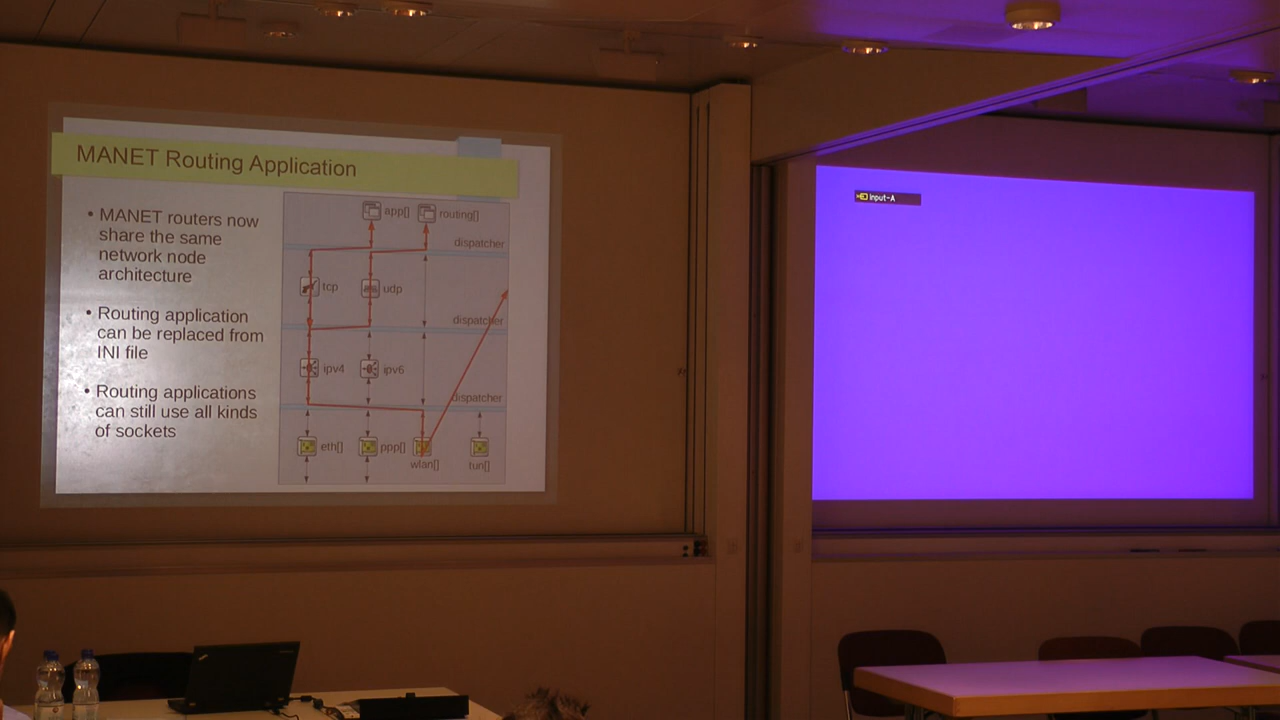 MANET Routing Application
• MANET routers now
share the same
network node
architecture
• Routing application
can be replaced from
INI file
• Routing applications
can still use all kinds
of sockets
app[] routing[]
dispatcher
tcp udp
dispatcher
ipv4 ipv6
dispatcher
eth[] ppp[] wlan[] tun[]
Input-A